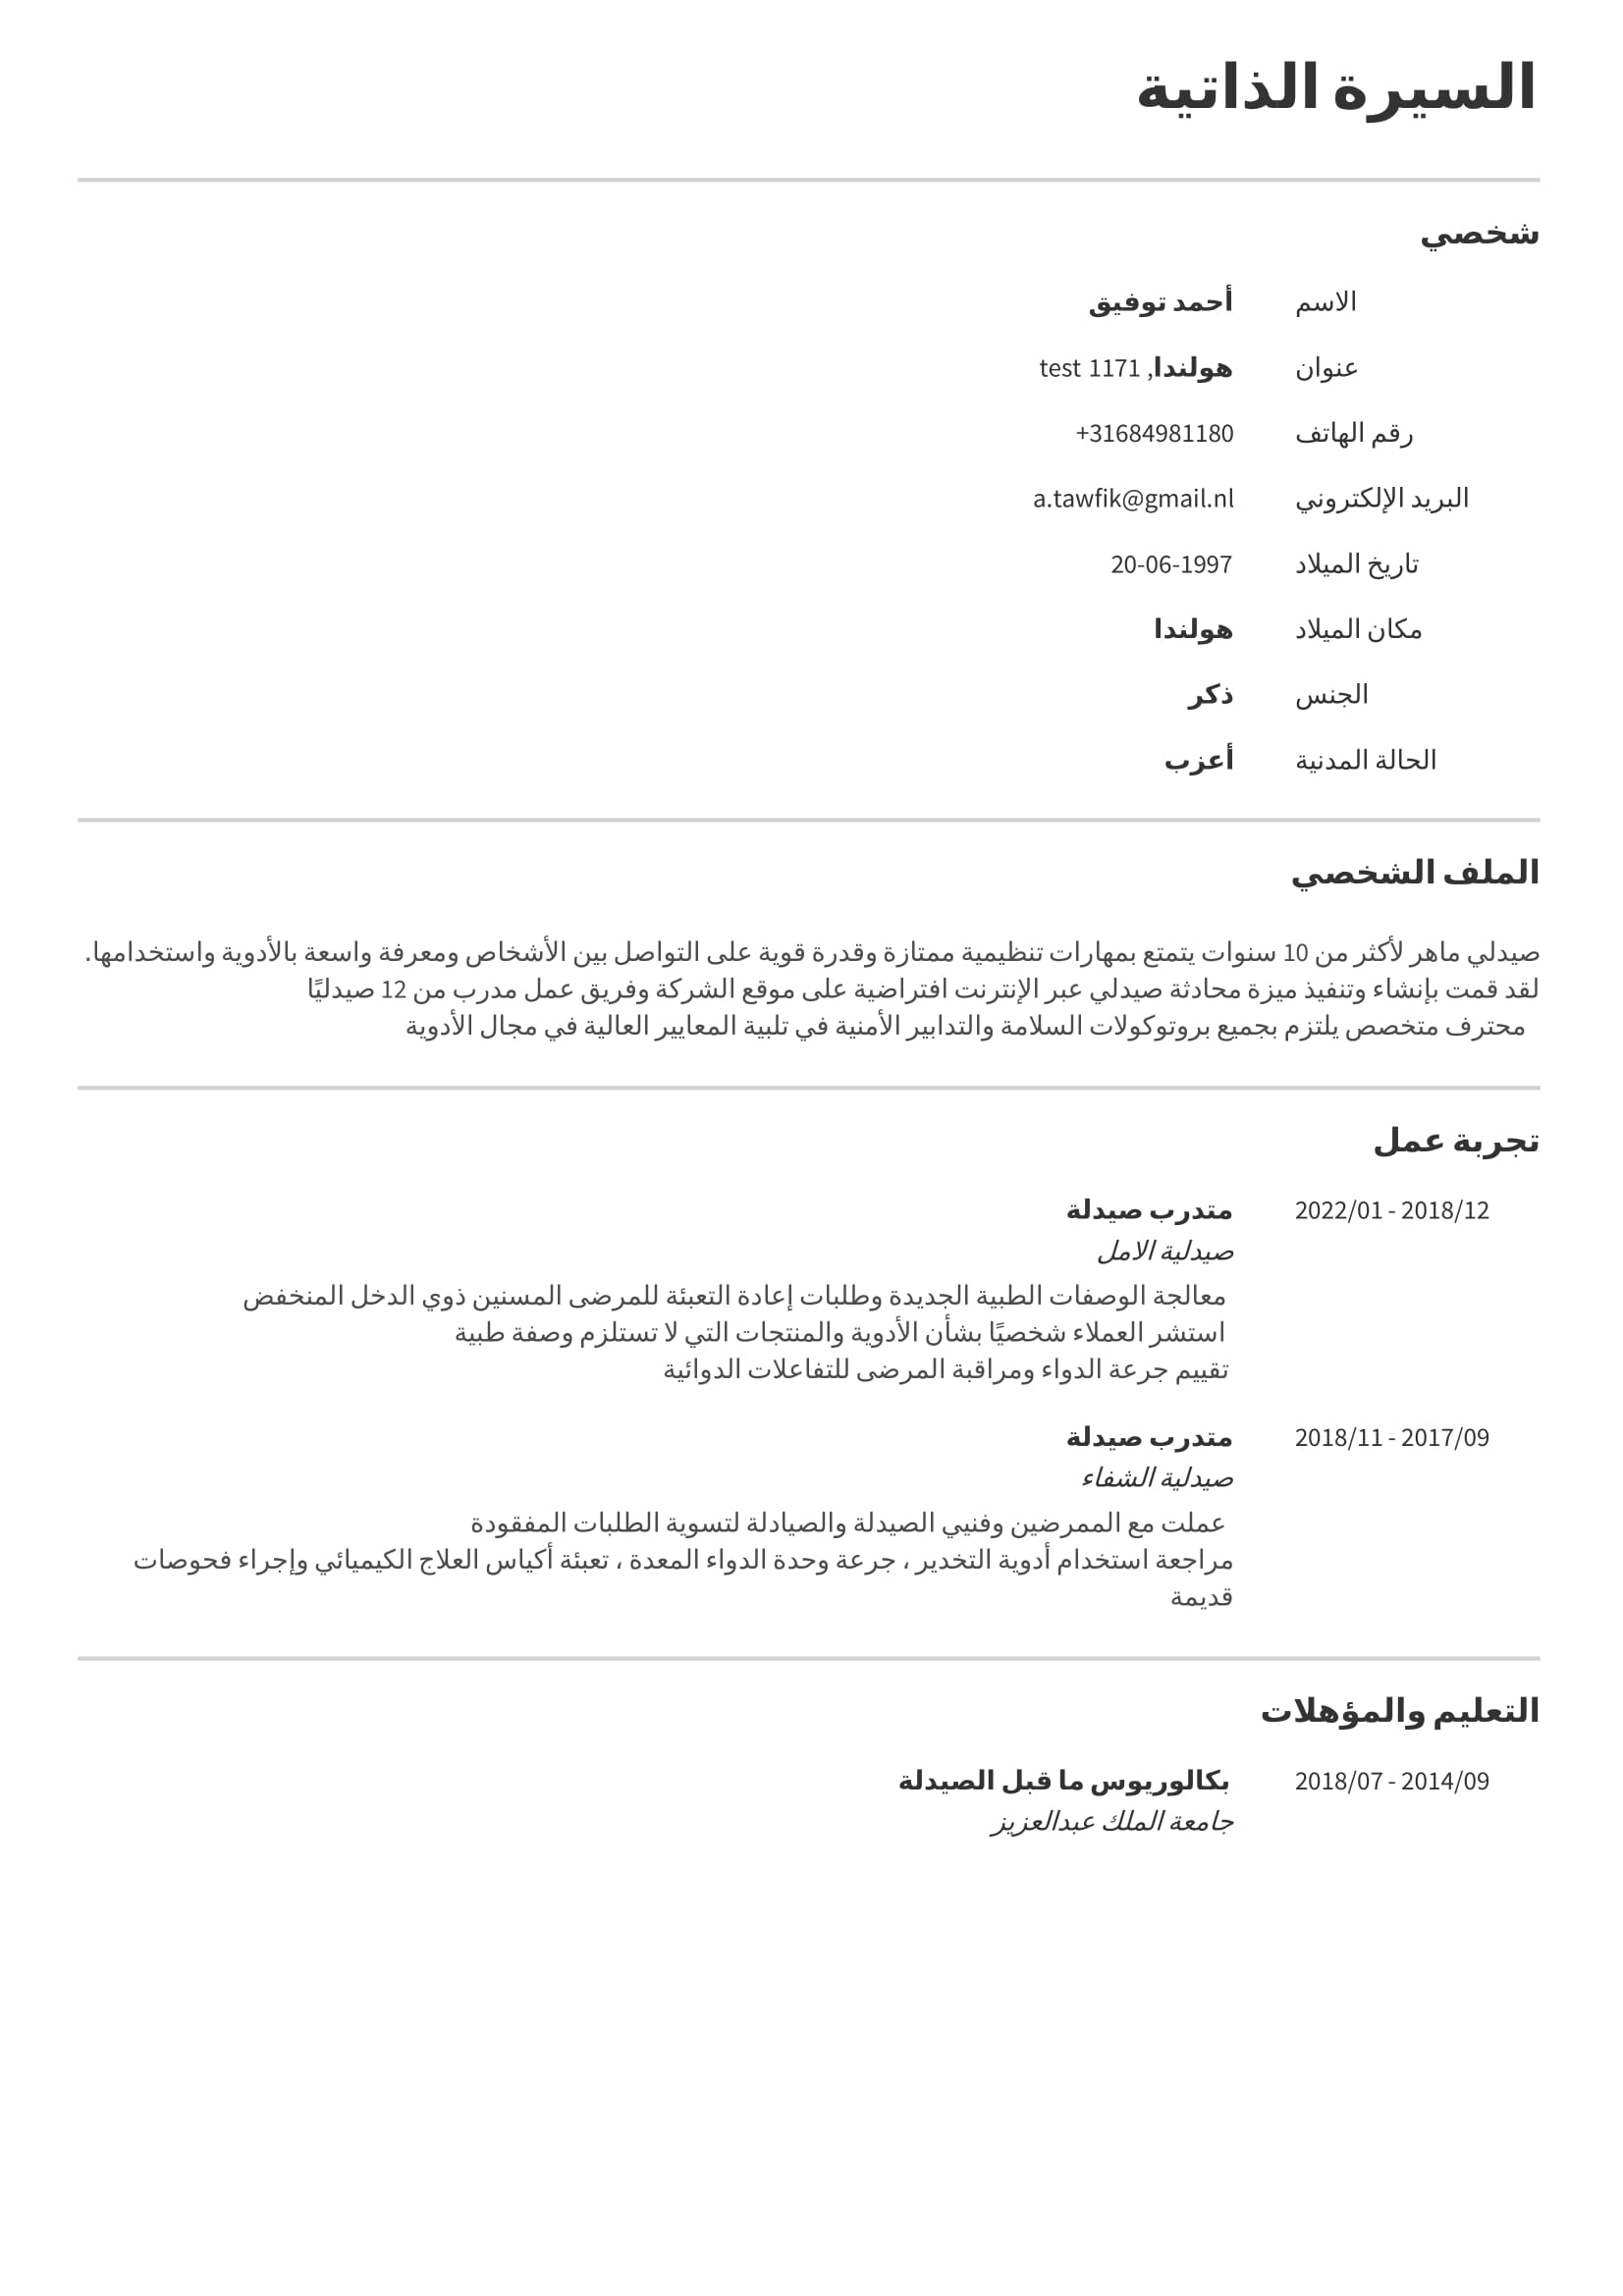 السيرة الذاتية
شخصي
الاسم أحمد توفيق
عنوان هولندا, test 1171
رقم الهاتف +31684981180
البريد الإلكتروني a.tawfik@gmail.nl
تاريخ الميلاد 20-06-1997
مكان الميلاد هولندا
الجنس ذكر
الحالة المدنية أعزب
الملف الشخصي
صيدلي ماهر لأكثر من 10 سنوات يتمتع بمهارات تنظيمية ممتازة وقدرة قوية على التواصل بين الأشخاص ومعرفة واسعة بالأدوية واستخدامها.
لقد قمت بإنشاء وتنفيذ ميزة محادثة صيدلي عبر الإنترنت افتراضية على موقع الشركة وفريق عمل مدرب من 12 صيدليًا
محترف متخصص يلتزم بجميع بروتوكولات السلامة والتدابير الأمنية في تلبية المعايير العالية في مجال الأدوية
تجربة عمل
2018/12 - 2022/01 متدرب صيدلة
صيدلية الامل
معالجة الوصفات الطبية الجديدة وطلبات إعادة التعبئة للمرضى المسنين ذوي الدخل المنخفض
استشر العملاء شخصيًا بشأن الأدوية والمنتجات التي لا تستلزم وصفة طبية
تقييم جرعة الدواء ومراقبة المرضى للتفاعلات الدوائية
2017/09 - 2018/11 متدرب صيدلة
صيدلية الشفاء
عملت مع الممرضين وفنيي الصيدلة والصيادلة لتسوية الطلبات المفقودة
مراجعة استخدام أدوية التخدير ، جرعة وحدة الدواء المعدة ، تعبئة أكياس العلاج الكيميائي وإجراء فحوصات
قديمة
التعليم والمؤهلات
2014/09 - 2018/07 بكالوريوس ما قبل الصيدلة
جامعة الملك عبدالعزيز